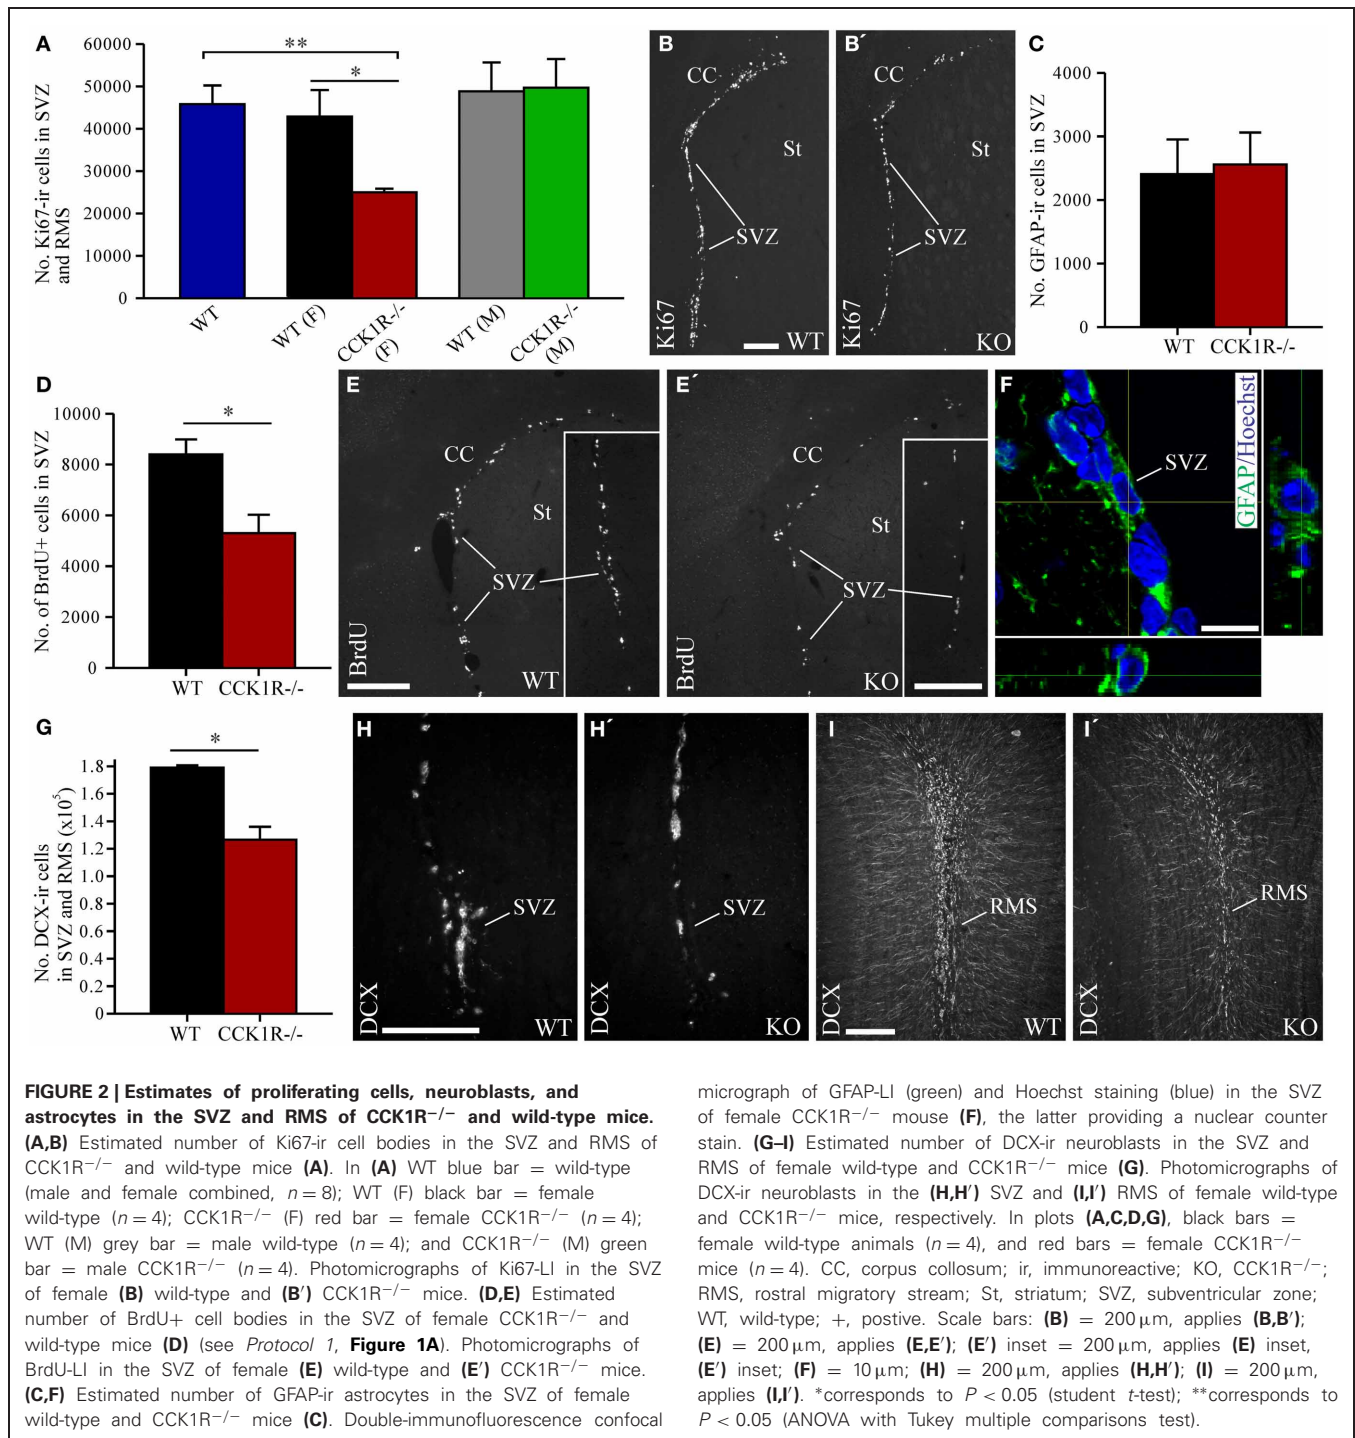 A
No. Ki67-ir cells in SVZ
and RMS
60000
50000
40000
30000
20000
10000
0
**
*
WT
WT (F)
CCK1R-/-
(F)
WT (M)
CCK1R-/-
(M)
B
CC
St
SVZ
Ki67
WT
B´
CC
St
SVZ
Ki67
KO
C
No. GFAP-ir cells in SVZ
4000
3000
2000
1000
0
WT
CCK1R-/-
D
No. of BrdU+ cells in SVZ
10000
8000
6000
4000
2000
0
*
WT
CCK1R-/-
E
CC
St
SVZ
BrdU
WT
E´
CC
St
SVZ
BrdU
KO
F
SVZ
GFAP/Hoechst
G
No. DCX-ir cells
in SVZ and RMS (x10⁵)
1.8
1.6
1.4
1.2
1
0.8
0.6
0.4
0.2
0
*
WT
CCK1R-/-
H
SVZ
DCX
WT
H´
SVZ
DCX
KO
I
RMS
DCX
WT
I´
RMS
DCX
KO
FIGURE 2 | Estimates of proliferating cells, neuroblasts, and
astrocytes in the SVZ and RMS of CCK1R−/− and wild-type mice.
(A,B) Estimated number of Ki67-ir cell bodies in the SVZ and RMS of
CCK1R−/− and wild-type mice (A). In (A) WT blue bar = wild-type
(male and female combined, n = 8); WT (F) black bar = female
wild-type (n = 4); CCK1R−/− (F) red bar = female CCK1R−/− (n = 4);
WT (M) grey bar = male wild-type (n = 4); and CCK1R−/− (M) green
bar = male CCK1R−/− (n = 4). Photomicrographs of Ki67-LI in the SVZ
of female (B) wild-type and (B′) CCK1R−/− mice. (D,E) Estimated
number of BrdU+ cell bodies in the SVZ of female CCK1R−/− and
wild-type mice (D) (see Protocol 1, Figure 1A). Photomicrographs of
BrdU-LI in the SVZ of female (E) wild-type and (E′) CCK1R−/− mice.
(C,F) Estimated number of GFAP-ir astrocytes in the SVZ of female
wild-type and CCK1R−/− mice (C). Double-immunofluorescence confocal
micrograph of GFAP-LI (green) and Hoechst staining (blue) in the SVZ
of female CCK1R−/− mouse (F), the latter providing a nuclear counter
stain. (G–I) Estimated number of DCX-ir neuroblasts in the SVZ and
RMS of female wild-type and CCK1R−/− mice (G). Photomicrographs of
DCX-ir neuroblasts in the (H,H′) SVZ and (I,I′) RMS of female wild-type
and CCK1R−/− mice, respectively. In plots (A,C,D,G), black bars =
female wild-type animals (n = 4), and red bars = female CCK1R−/−
mice (n = 4). CC, corpus collosum; ir, immunoreactive; KO, CCK1R−/−;
RMS, rostral migratory stream; St, striatum; SVZ, subventricular zone;
WT, wild-type; +, postive. Scale bars: (B) = 200 μm, applies (B,B′);
(E) = 200 μm, applies (E,E′); (E′) inset = 200 μm, applies (E) inset,
(E′) inset; (F) = 10 μm; (H) = 200 μm, applies (H,H′); (I) = 200 μm,
applies (I,I′). *corresponds to P < 0.05 (student t-test); **corresponds to
P < 0.05 (ANOVA with Tukey multiple comparisons test).